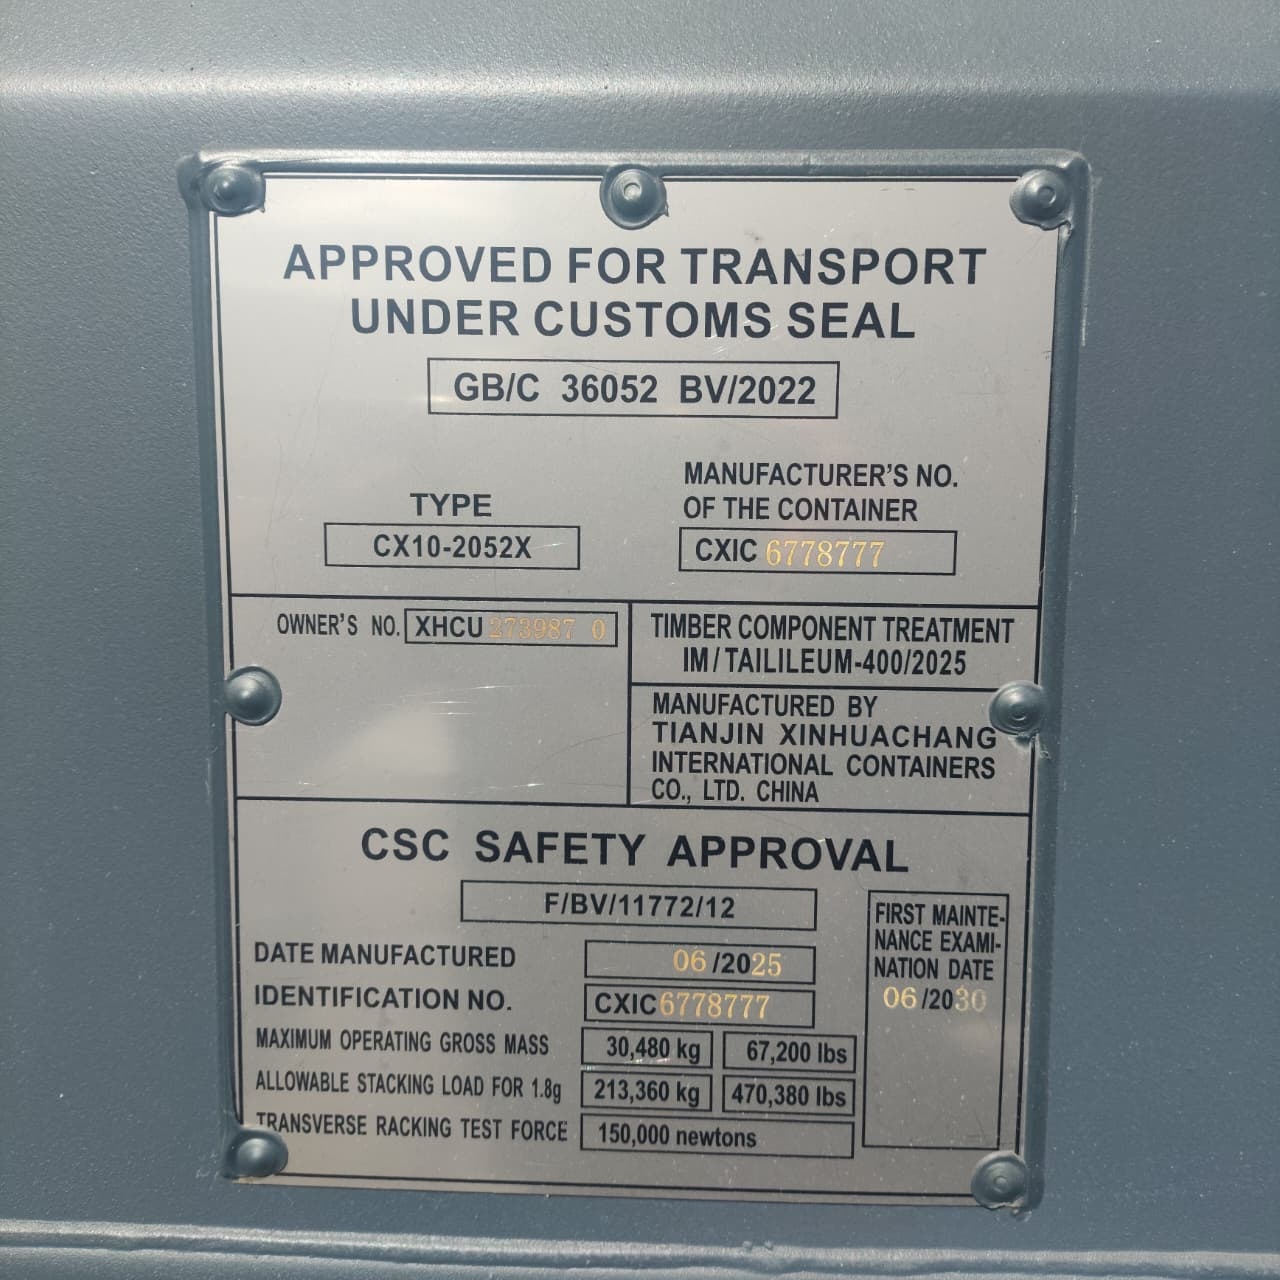 APPROVED FOR TRANSPORT
UNDER CUSTOMS SEAL
GB/C 36052 BV/2022
TYPE
CX10-2052X
MANUFACTURER'S NO.
OF THE CONTAINER
CXIC 6778777
OWNER'S NO. XHCU 273987 0
TIMBER COMPONENT TREATMENT
IM/TAILILEUM-400/2025
MANUFACTURED BY
TIANJIN XINHUACHANG
INTERNATIONAL CONTAINERS
CO., LTD. CHINA
CSC SAFETY APPROVAL
F/BV/11772/12
DATE MANUFACTURED 06/2025
IDENTIFICATION NO. CXIC6778777
MAXIMUM OPERATING GROSS MASS 30,480 kg 67,200 lbs
ALLOWABLE STACKING LOAD FOR 1.8g 213,360 kg 470,380 lbs
TRANSVERSE RACKING TEST FORCE 150,000 newtons
FIRST MAINTE-
NANCE EXAMI-
NATION DATE
06/2030